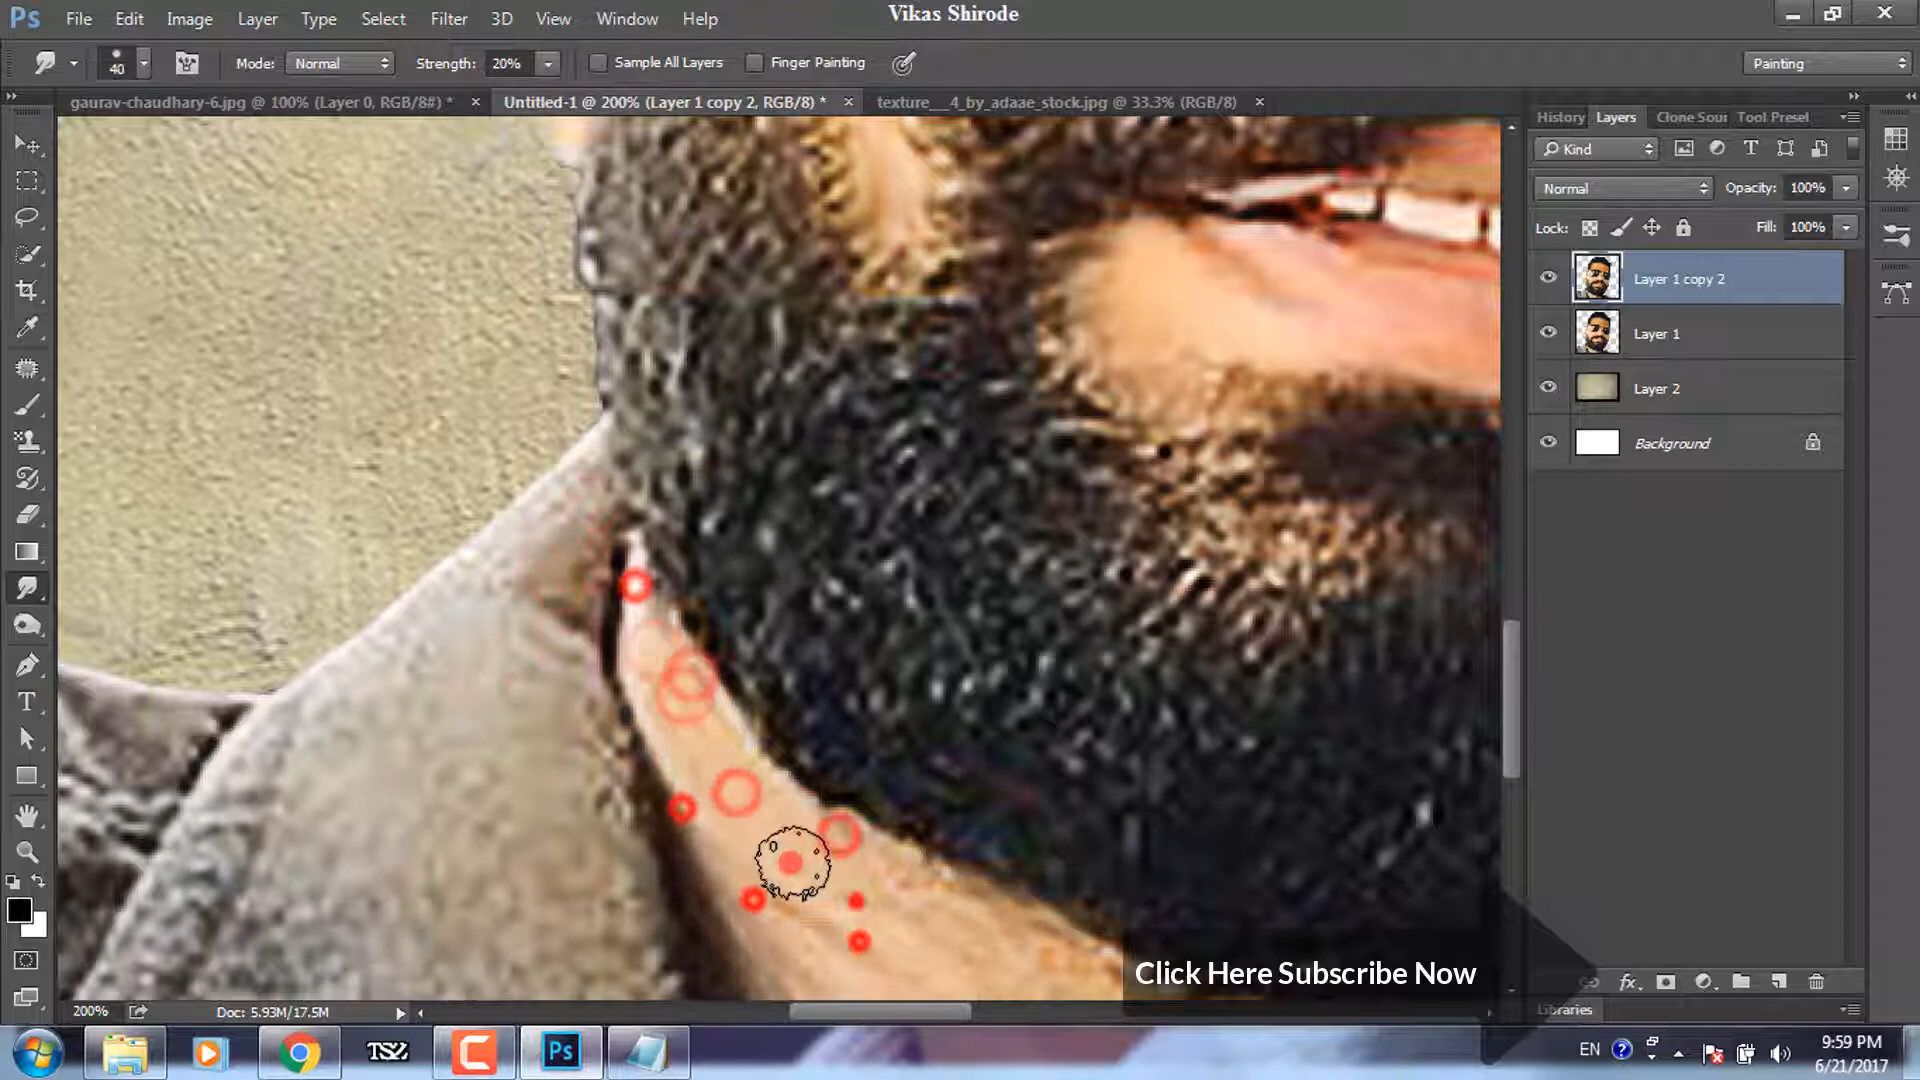 Ps File Edit Image Layer Type Select Filter 3D View Window Help
Vikas Shirode
40 Mode: Normal Strength: 20% Sample All Layers Finger Painting Painting
gaurav-chaudhary-6.jpg @ 100% (Layer 0, RGB/8#) * Untitled-1 @ 200% (Layer 1 copy 2, RGB/8) * texture__4_by_adaae_stock.jpg @ 33.3% (RGB/8)
History Layers Clone Sour Tool Preset
Kind
Normal Opacity: 100%
Lock: Fill: 100%
Layer 1 copy 2
Layer 1
Layer 2
Background
Click Here Subscribe Now
fx
Libraries
200% Doc: 5.93M/17.5M
TSZ Ps EN 9:59 PM
6/21/2017